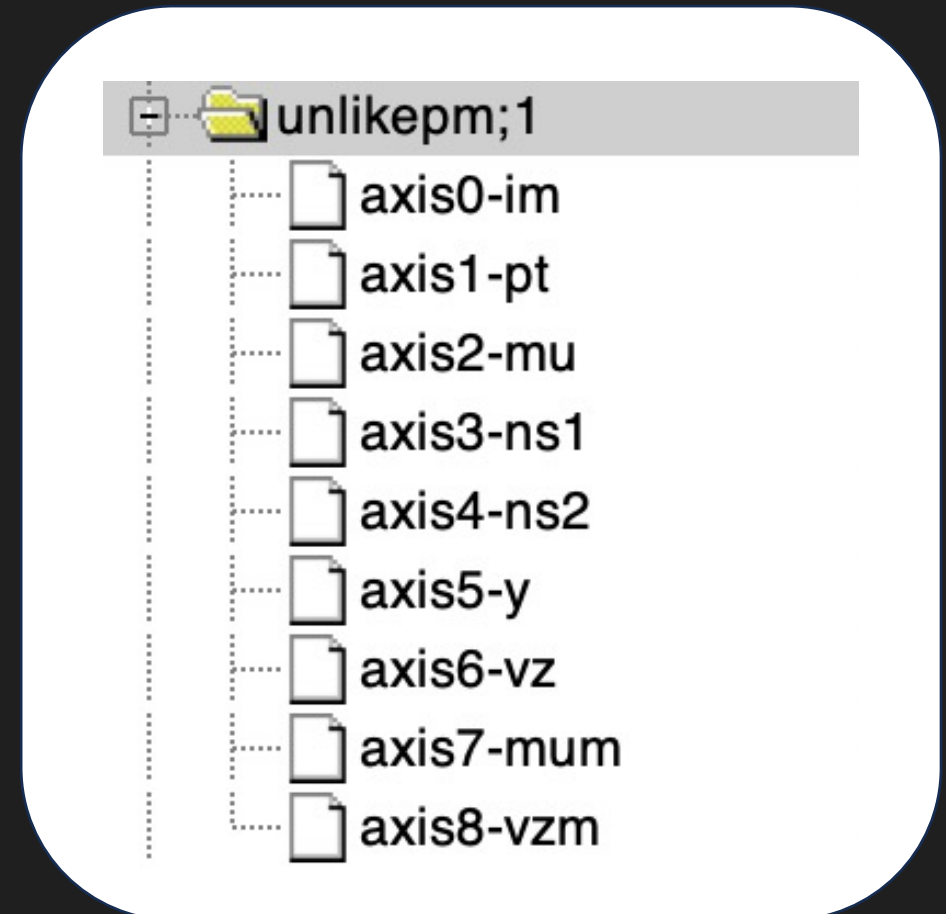 unlikepm;1
axis0-im
axis1-pt
axis2-mu
axis3-ns1
axis4-ns2
axis5-y
axis6-vz
axis7-mum
axis8-vzm